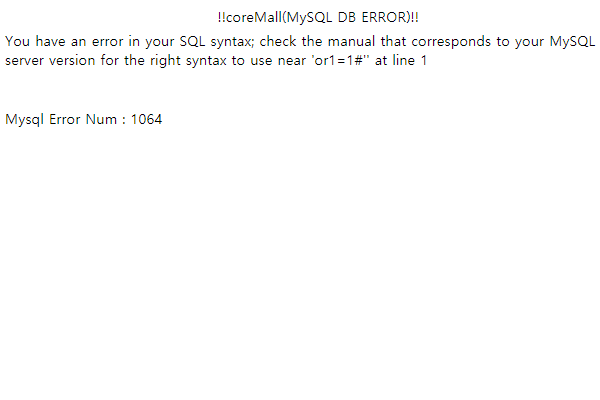 !!coreMall(MySQL DB ERROR)!!
You have an error in your SQL syntax; check the manual that corresponds to your MySQL
server version for the right syntax to use near 'or1=1#'' at line 1
Mysql Error Num : 1064